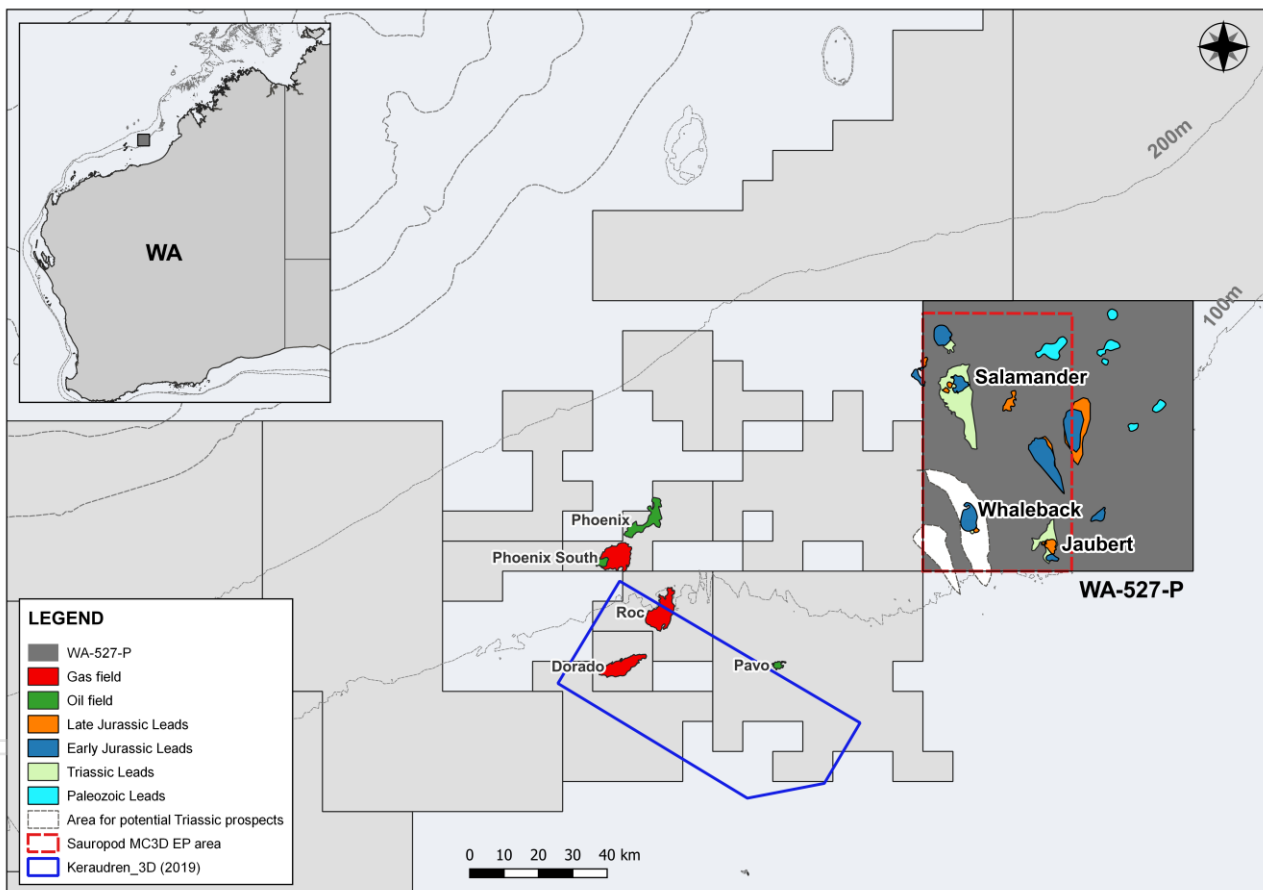 WA
200m
100m
Salamander
Whaleback
Jaubert
WA-527-P
Phoenix
Phoenix South
Roc
Dorado
Pavo
LEGEND
WA-527-P
Gas field
Oil field
Late Jurassic Leads
Early Jurassic Leads
Triassic Leads
Paleozoic Leads
Area for potential Triassic prospects
Sauropod MC3D EP area
Keraudren_3D (2019)
0 10 20 30 40 km